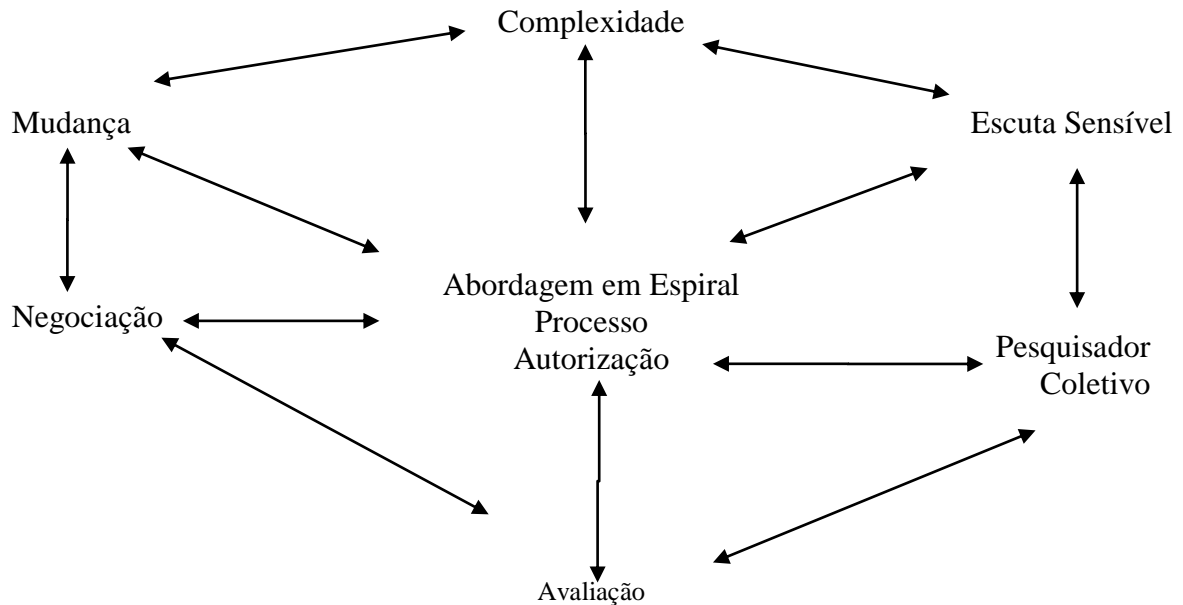 Complexidade
Mudança
Escuta Sensível
Abordagem em Espiral
Negociação
Processo
Autorização
Pesquisador
Coletivo
Avaliação